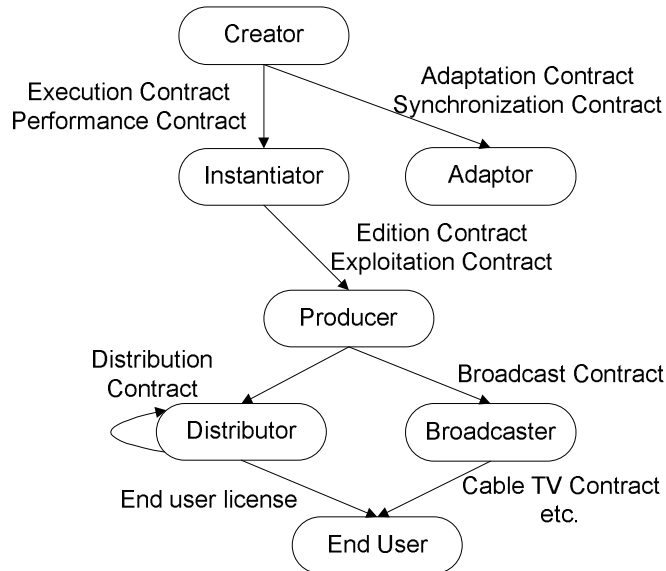 Creator
Execution Contract
Performance Contract
Adaptation Contract
Synchronization Contract
Instantiator
Adaptor
Edition Contract
Exploitation Contract
Producer
Distribution
Contract
Broadcast Contract
Distributor
Broadcaster
End user license
Cable TV Contract
etc.
End User